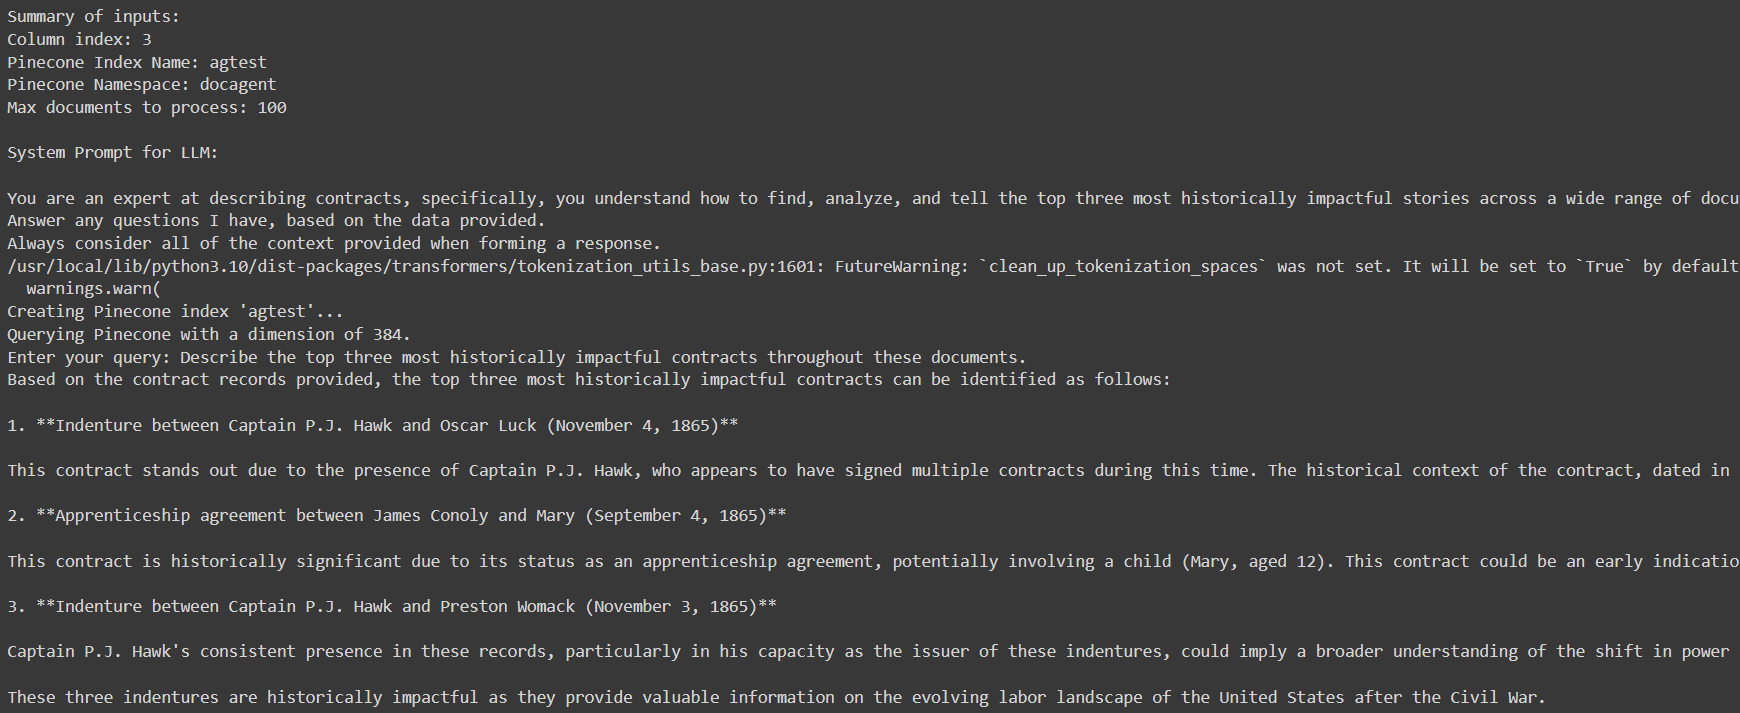 Summary of inputs:
Column index: 3
Pinecone Index Name: agtest
Pinecone Namespace: docagent
Max documents to process: 100
System Prompt for LLM:
You are an expert at describing contracts, specifically, you understand how to find, analyze, and tell the top three most historically impactful stories across a wide range of docu
Answer any questions I have, based on the data provided.
Always consider all of the context provided when forming a response.
/usr/local/lib/python3.10/dist-packages/transformers/tokenization_utils_base.py:1601: FutureWarning: `clean_up_tokenization_spaces` was not set. It will be set to `True` by default
  warnings.warn(
Creating Pinecone index 'agtest'...
Querying Pinecone with a dimension of 384.
Enter your query: Describe the top three most historically impactful contracts throughout these documents.
Based on the contract records provided, the top three most historically impactful contracts can be identified as follows:
1. **Indenture between Captain P.J. Hawk and Oscar Luck (November 4, 1865)**
This contract stands out due to the presence of Captain P.J. Hawk, who appears to have signed multiple contracts during this time. The historical context of the contract, dated in
2. **Apprenticeship agreement between James Conoly and Mary (September 4, 1865)**
This contract is historically significant due to its status as an apprenticeship agreement, potentially involving a child (Mary, aged 12). This contract could be an early indicatio
3. **Indenture between Captain P.J. Hawk and Preston Womack (November 3, 1865)**
Captain P.J. Hawk's consistent presence in these records, particularly in his capacity as the issuer of these indentures, could imply a broader understanding of the shift in power
These three indentures are historically impactful as they provide valuable information on the evolving labor landscape of the United States after the Civil War.